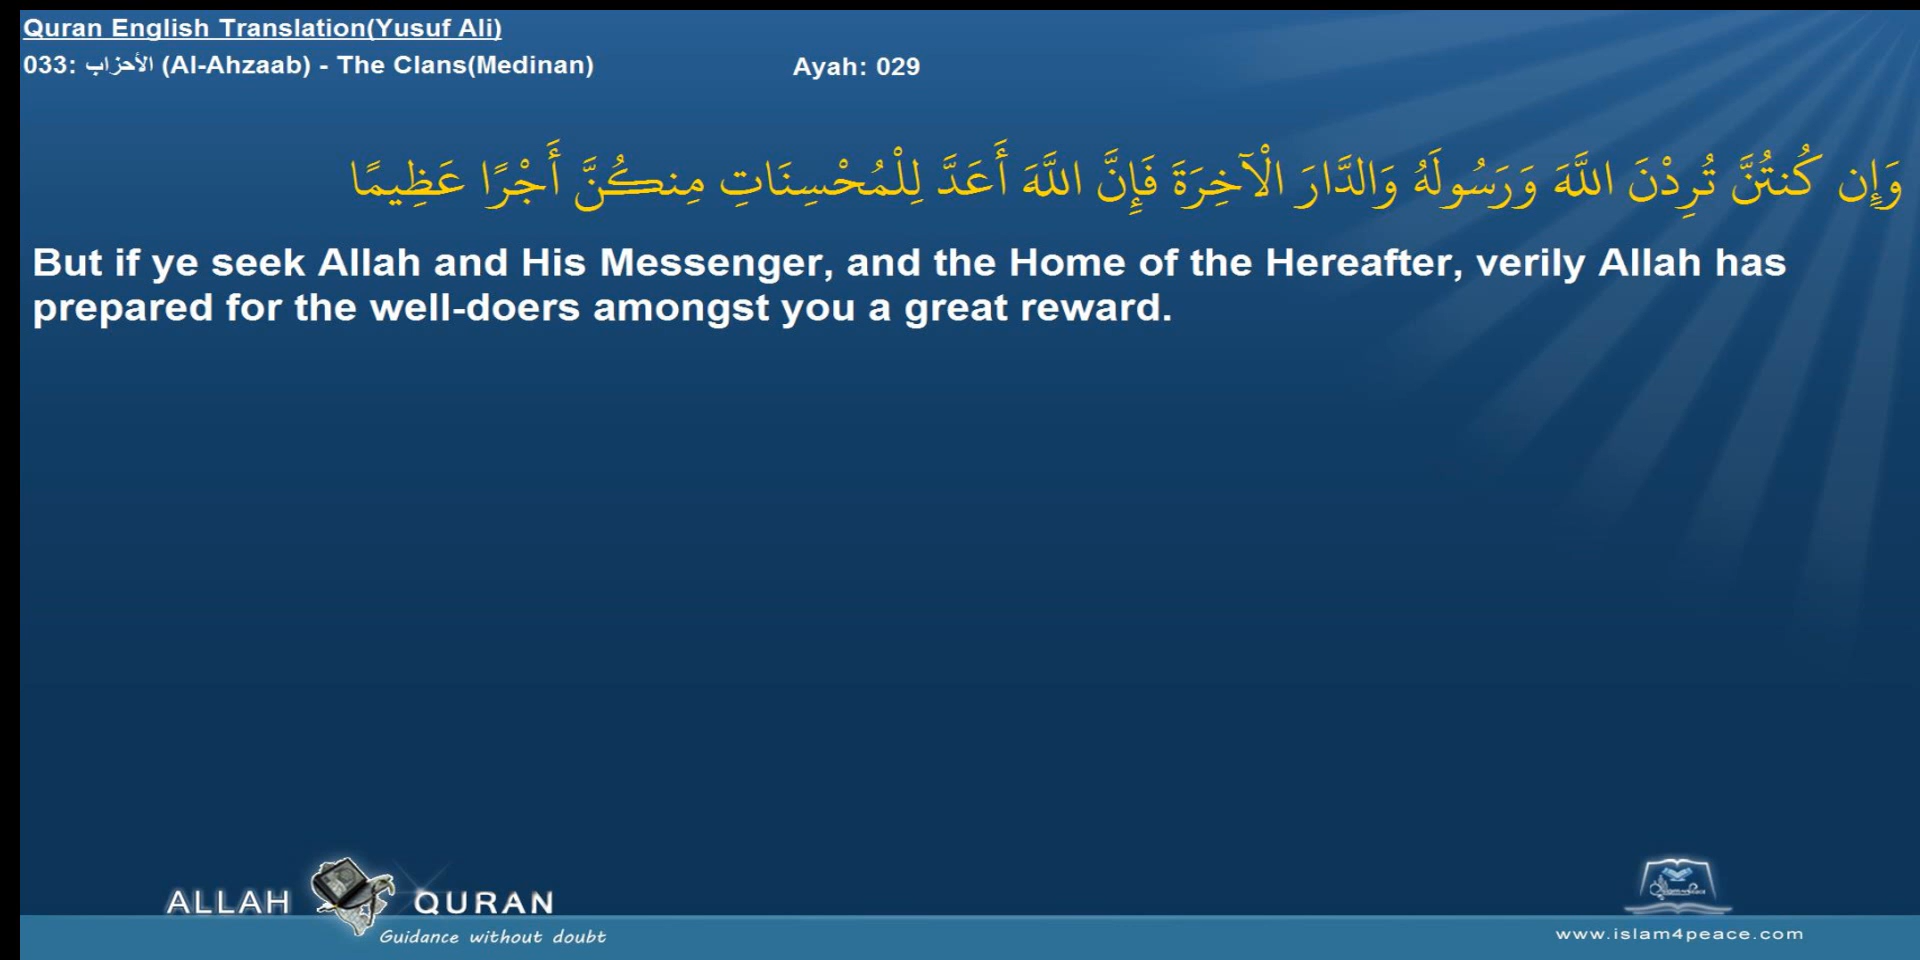 Quran English Translation(Yusuf Ali)
033: الأحزاب (Al-Ahzaab) - The Clans(Medinan) Ayah: 029
وَإِن كُنتُنَّ تُرِدْنَ اللَّهَ وَرَسُولَهُ وَالدَّارَ الْآخِرَةَ فَإِنَّ اللَّهَ أَعَدَّ لِلْمُحْسِنَاتِ مِنكُنَّ أَجْرًا عَظِيمًا
But if ye seek Allah and His Messenger, and the Home of the Hereafter, verily Allah has
prepared for the well-doers amongst you a great reward.
ALLAH QURAN
Guidance without doubt
www.islam4peace.com